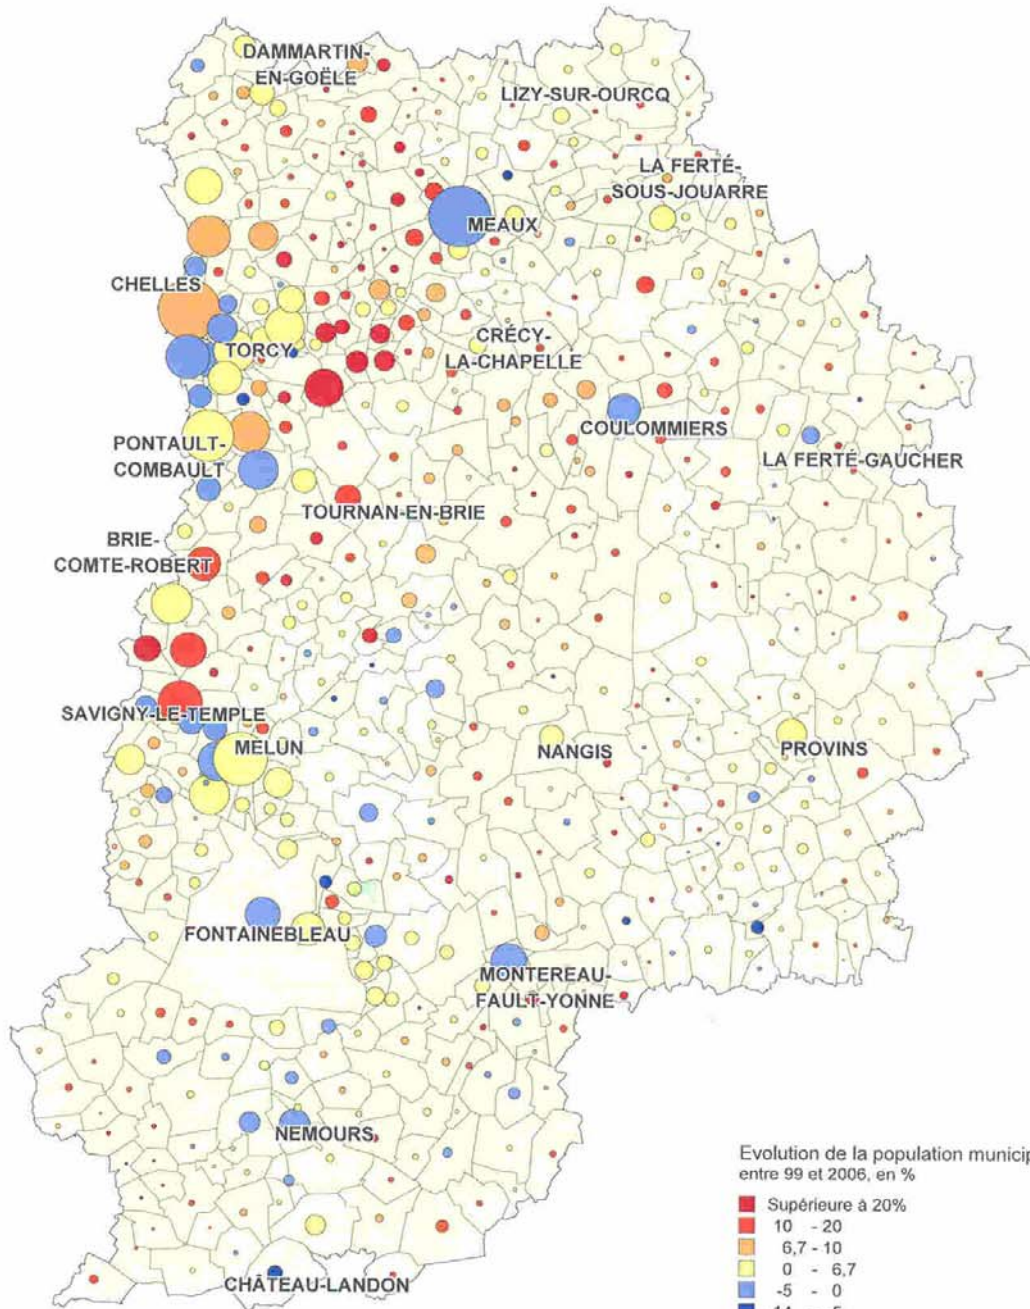 DAMMARTIN-
EN-GOËLE
LIZY-SUR-OURCQ
LA FERTÉ-
SOUS-JOUARRE
MEAUX
CHELLES
TORCY
CRÉCY-
LA-CHAPELLE
COULOMMIERS
PONTAULT-
COMBAULT
LA FERTÉ-GAUCHER
TOURNAN-EN-BRIE
BRIE-
COMTE-ROBERT
SAVIGNY-LE-TEMPLE
MELUN
NANGIS
PROVINS
FONTAINEBLEAU
MONTEREAU-
FAULT-YONNE
NEMOURS
CHÂTEAU-LANDON
Evolution de la population municip
entre 99 et 2006, en %
Supérieure à 20%
10 - 20
6,7 - 10
0 - 6,7
-5 - 0